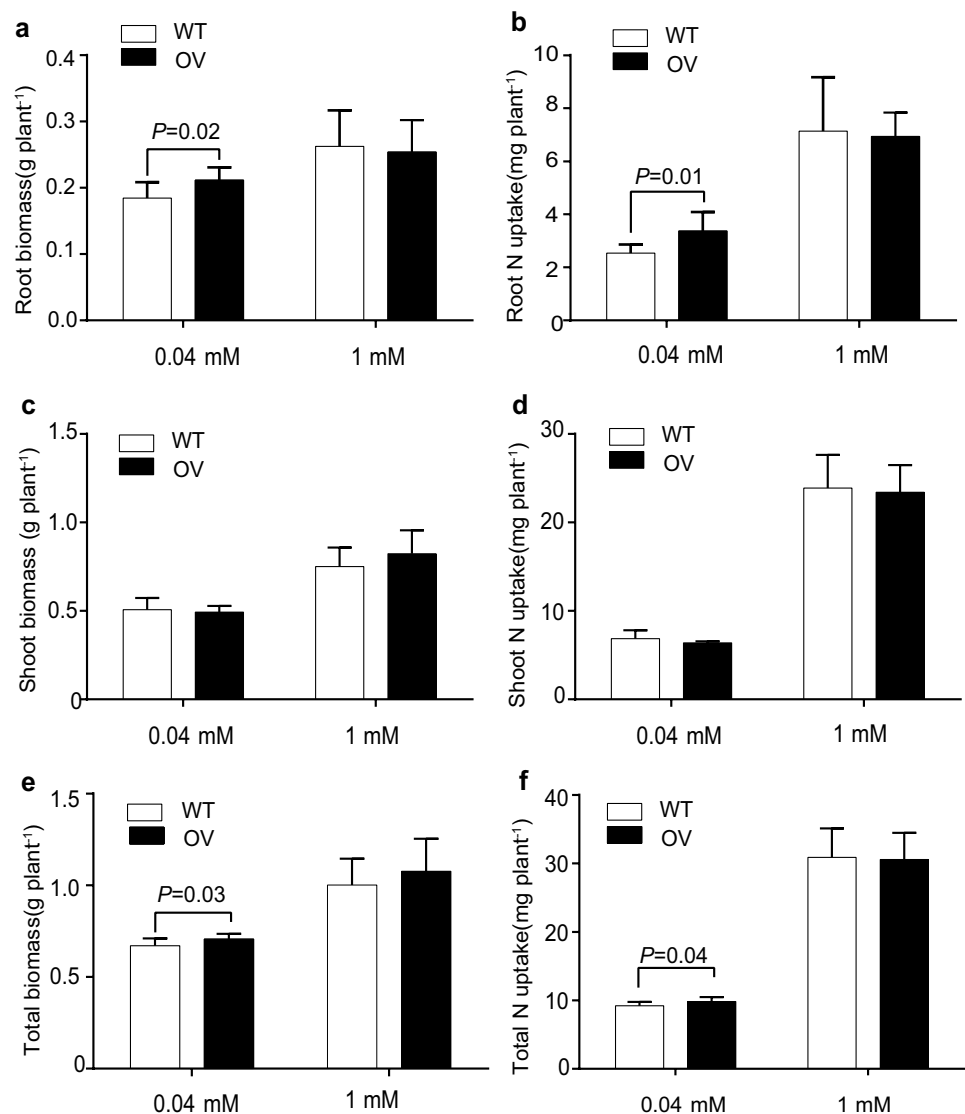 a
WT
OV
Root biomass(g plant⁻¹)
0.4
0.3
0.2
0.1
0.0
P=0.02
0.04 mM
1 mM
b
WT
OV
Root N uptake(mg plant⁻¹)
10
8
6
4
2
0
P=0.01
0.04 mM
1 mM
c
WT
OV
Shoot biomass (g plant⁻¹)
1.5
1.0
0.5
0
0.04 mM
1 mM
d
WT
OV
Shoot N uptake(mg plant⁻¹)
30
20
10
0
0.04 mM
1 mM
e
WT
OV
Total biomass(g plant⁻¹)
1.5
1.0
0.5
0
P=0.03
0.04 mM
1 mM
f
WT
OV
Total N uptake(mg plant⁻¹)
40
30
20
10
0
P=0.04
0.04 mM
1 mM